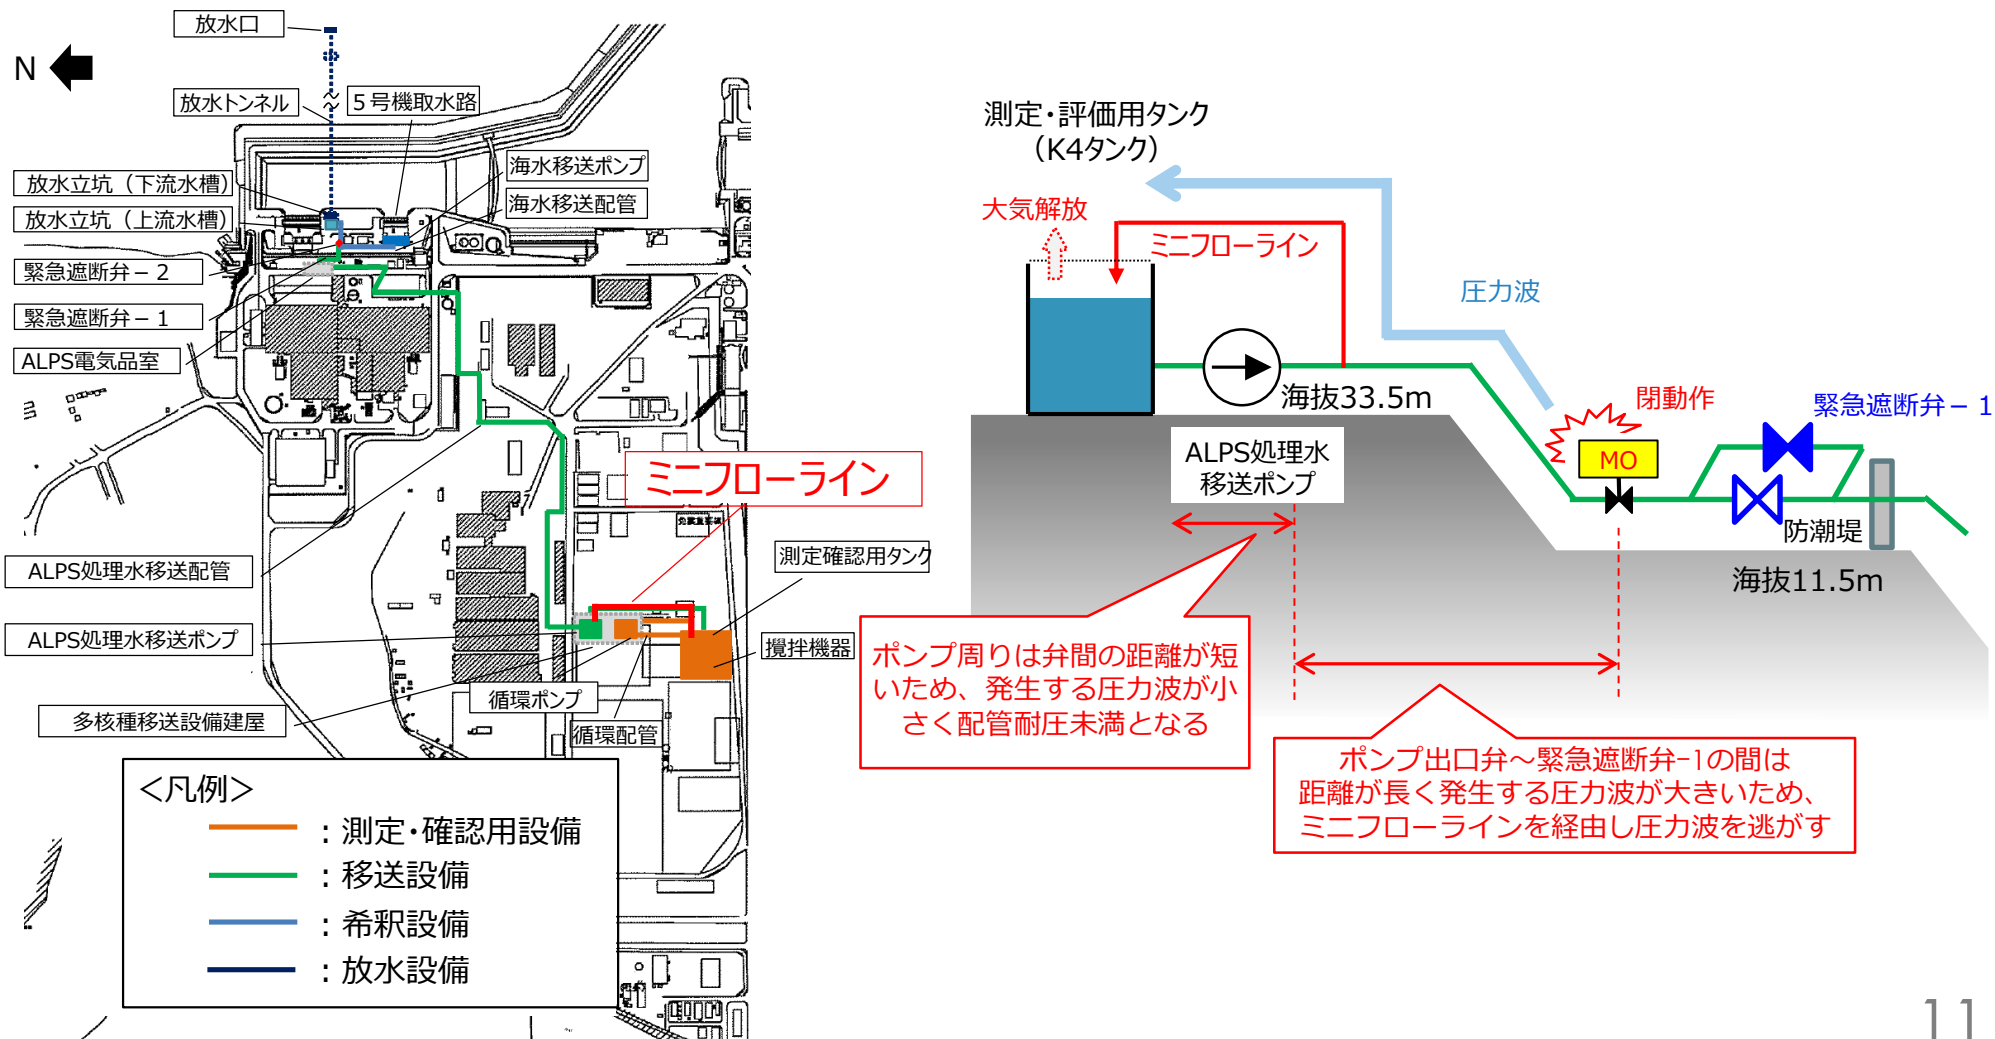 放水口
N
放水トンネル
５号機取水路
海水移送ポンプ
放水立坑（下流水槽）
海水移送配管
放水立坑（上流水槽）
緊急遮断弁－２
緊急遮断弁－１
ALPS電気品室
ミニフローライン
免震重要棟
測定確認用タンク
ALPS処理水移送配管
ALPS処理水移送ポンプ
攪拌機器
循環ポンプ
多核種移送設備建屋
循環配管
＜凡例＞
：測定・確認用設備
：移送設備
：希釈設備
：放水設備
測定・評価用タンク
（K4タンク）
大気解放
ミニフローライン
圧力波
海抜33.5m
閉動作
緊急遮断弁－1
MO
ALPS処理水
移送ポンプ
防潮堤
海抜11.5m
ポンプ周りは弁間の距離が短
いため、発生する圧力波が小
さく配管耐圧未満となる
ポンプ出口弁～緊急遮断弁-1の間は
距離が長く発生する圧力波が大きいため、
ミニフローラインを経由し圧力波を逃がす
11